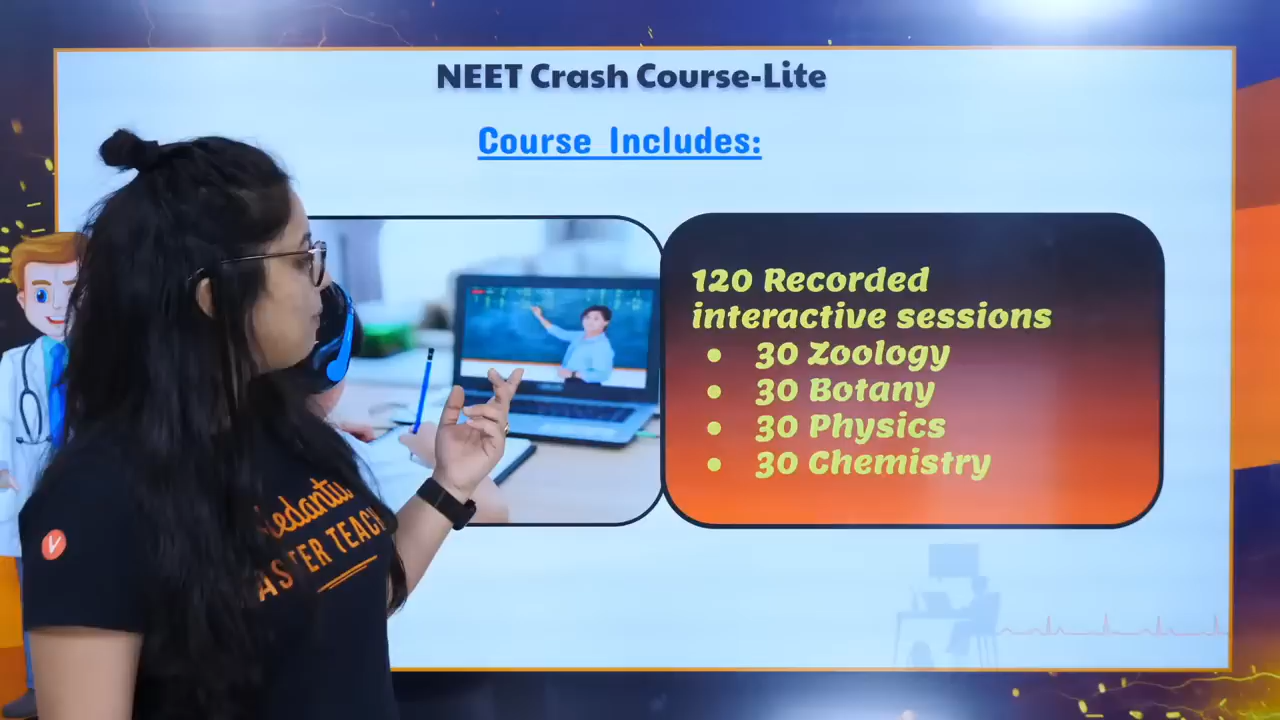 NEET Crash Course-Lite
Course Includes:
120 Recorded
interactive sessions
• 30 Zoology
• 30 Botany
• 30 Physics
• 30 Chemistry
V
TEACH